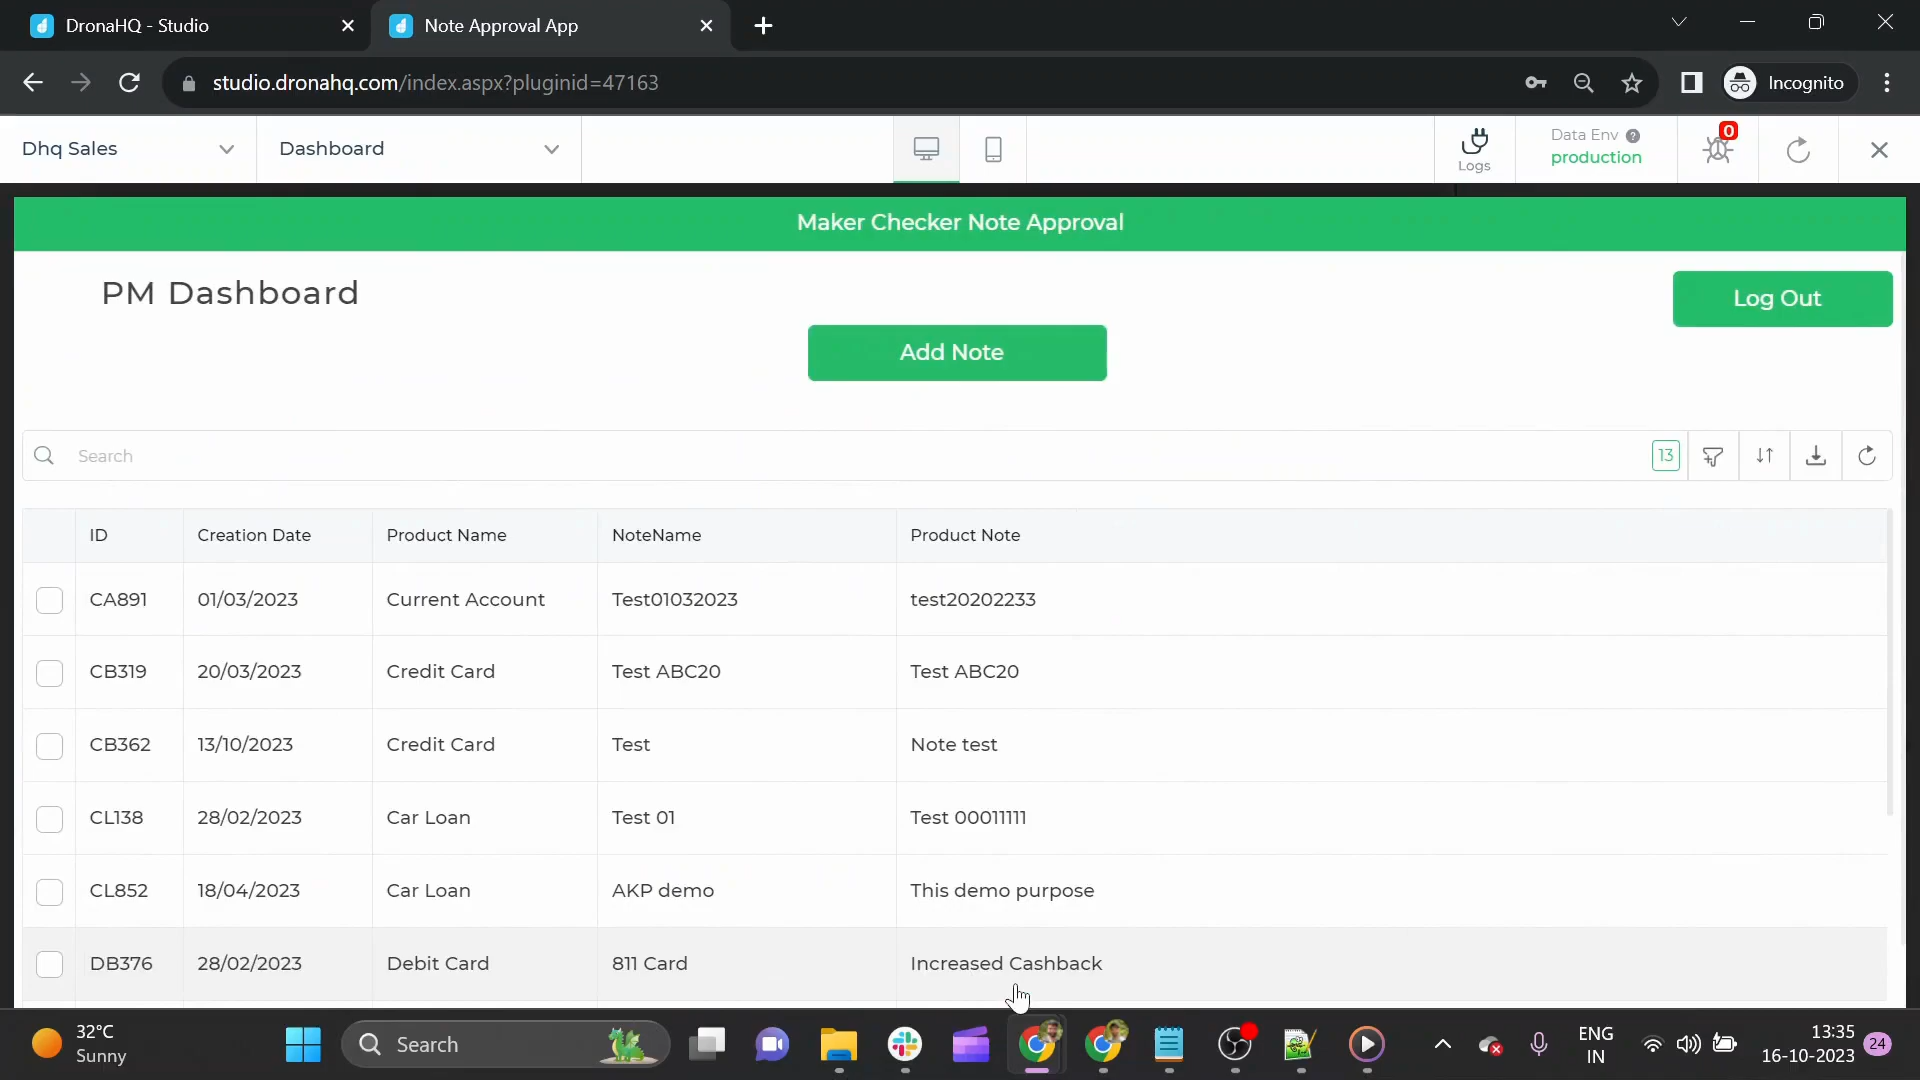 DronaHQ - Studio
Note Approval App
studio.dronahq.com/index.aspx?pluginid=47163
Incognito
Dhq Sales
Dashboard
Logs
Data Env ?
production
0
Maker Checker Note Approval
PM Dashboard
Log Out
Add Note
Search
13
ID Creation Date Product Name NoteName Product Note
CA891 01/03/2023 Current Account Test01032023 test20202233
CB319 20/03/2023 Credit Card Test ABC20 Test ABC20
CB362 13/10/2023 Credit Card Test Note test
CL138 28/02/2023 Car Loan Test 01 Test 00011111
CL852 18/04/2023 Car Loan AKP demo This demo purpose
DB376 28/02/2023 Debit Card 811 Card Increased Cashback
32°C
Sunny
Search
ENG
IN
13:35
16-10-2023
24